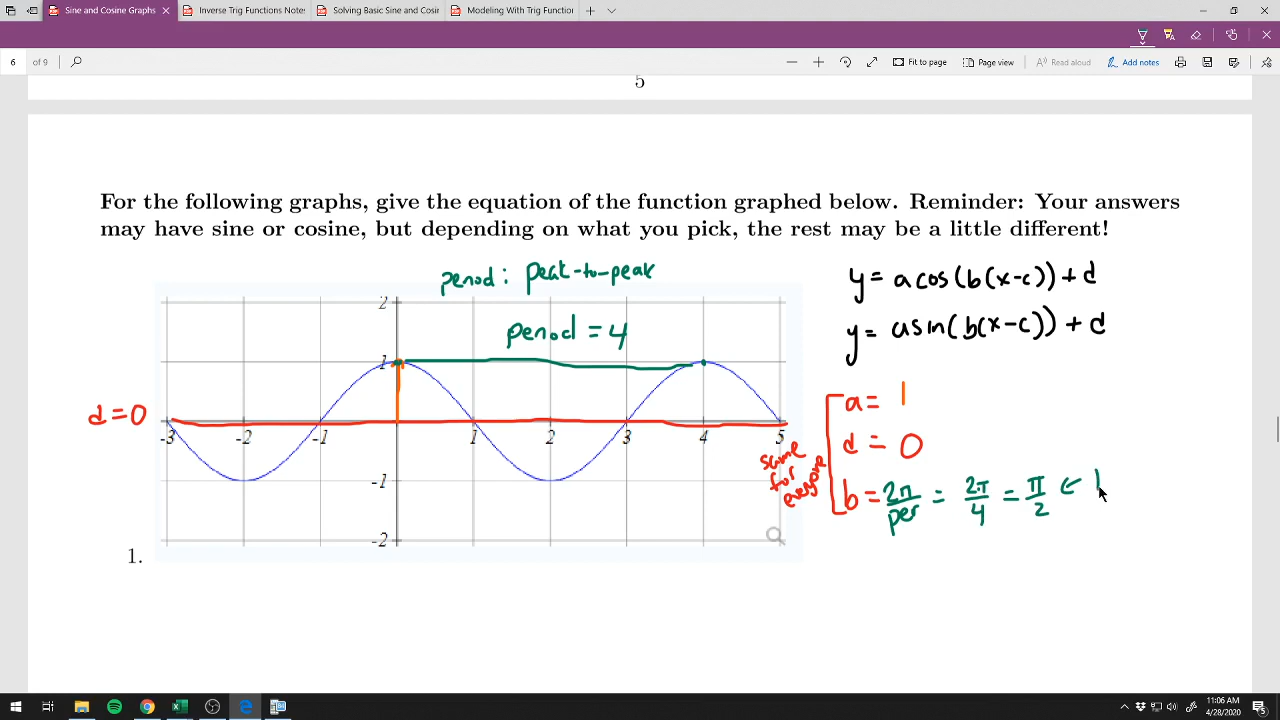 Sine and Cosine Graphs
Inverse Trig Functions Notes
Solving Basic Sine and Cosin
Modeling With Trig Function
6 of 9
Fit to page
Page view
Read aloud
Add notes
5
For the following graphs, give the equation of the function graphed below. Reminder: Your answers
may have sine or cosine, but depending on what you pick, the rest may be a little different!
period: peak-to-peak
y = a cos(b(x-c)) + d
2
period = 4
y = a sin(b(x-c)) + d
1
a = 1
d=0
-3 -2 -1 1 2 3 4 5
d = 0
same for everyone
-1
b = 2π/per = 2π/4 = π/2 ←
-2
1.
11:06 AM
4/28/2020